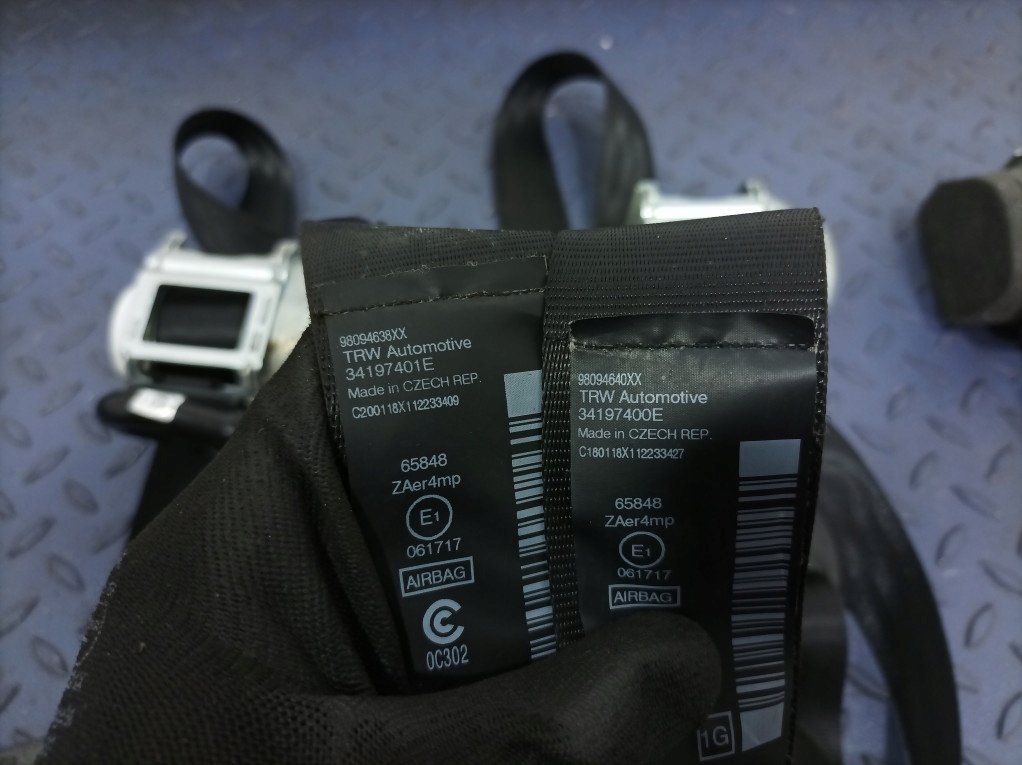 98094638XX
TRW Automotive
34197401E
Made in CZECH REP.
C200118X112233409
65848
ZAer4mp
E1
061717
AIRBAG
0C302
98094640XX
TRW Automotive
34197400E
Made in CZECH REP.
C180118X112233427
65848
ZAer4mp
E1
061717
AIRBAG
1G